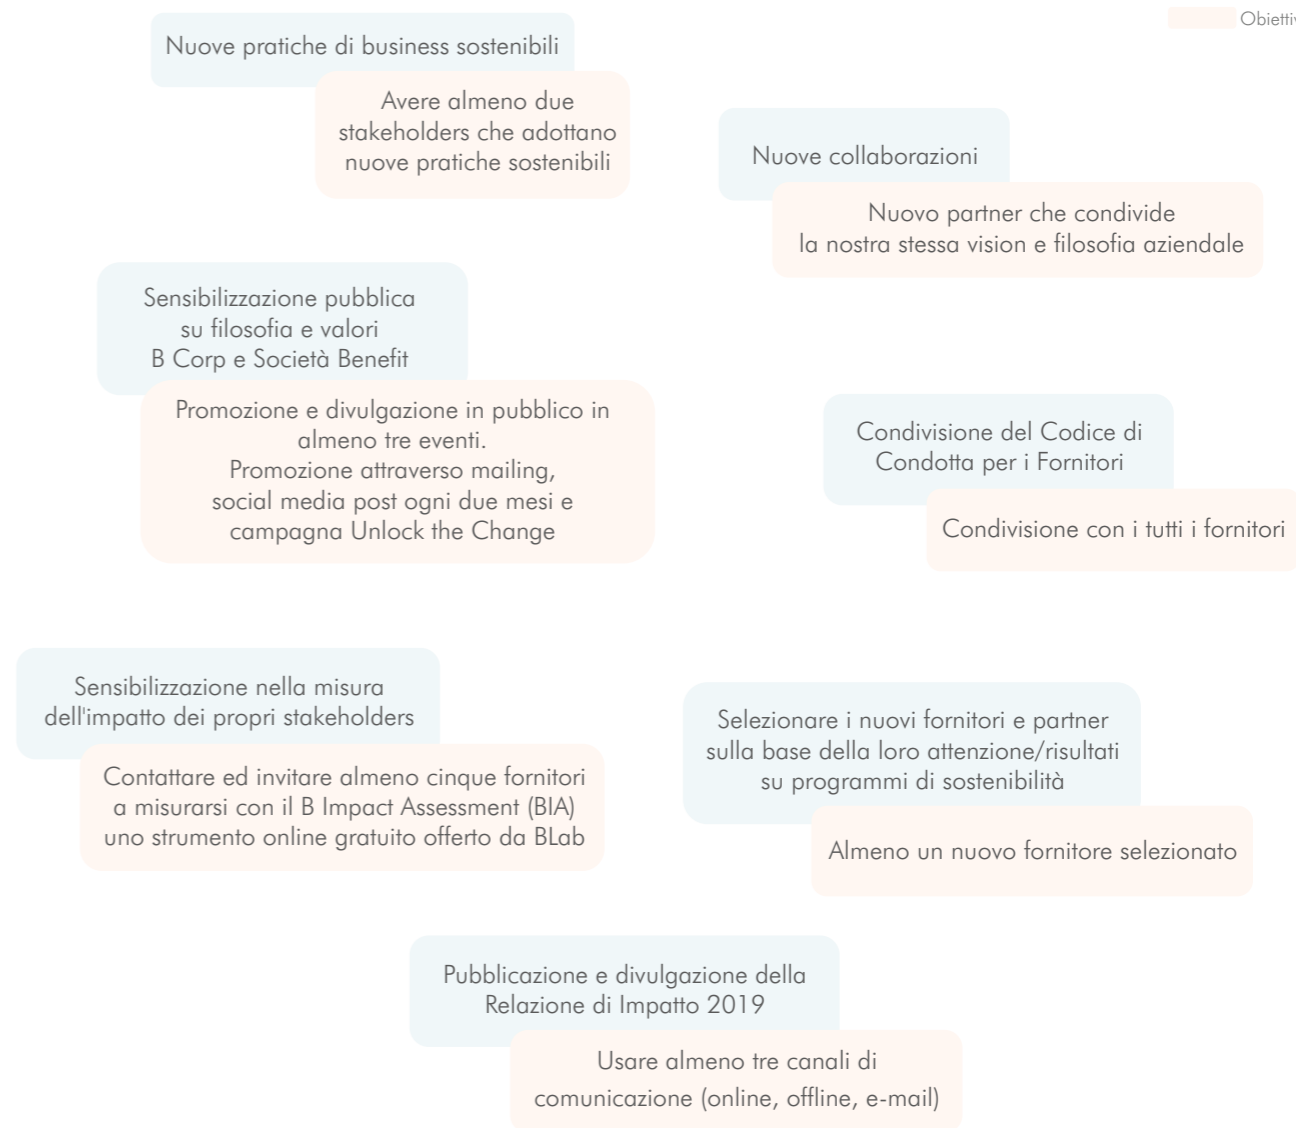 Obiettiv
Nuove pratiche di business sostenibili
Avere almeno due
stakeholders che adottano
nuove pratiche sostenibili
Nuove collaborazioni
Nuovo partner che condivide
la nostra stessa vision e filosofia aziendale
Sensibilizzazione pubblica
su filosofia e valori
B Corp e Società Benefit
Promozione e divulgazione in pubblico in
almeno tre eventi.
Promozione attraverso mailing,
social media post ogni due mesi e
campagna Unlock the Change
Condivisione del Codice di
Condotta per i Fornitori
Condivisione con i tutti i fornitori
Sensibilizzazione nella misura
dell'impatto dei propri stakeholders
Contattare ed invitare almeno cinque fornitori
a misurarsi con il B Impact Assessment (BIA)
uno strumento online gratuito offerto da BLab
Selezionare i nuovi fornitori e partner
sulla base della loro attenzione/risultati
su programmi di sostenibilità
Almeno un nuovo fornitore selezionato
Pubblicazione e divulgazione della
Relazione di Impatto 2019
Usare almeno tre canali di
comunicazione (online, offline, e-mail)